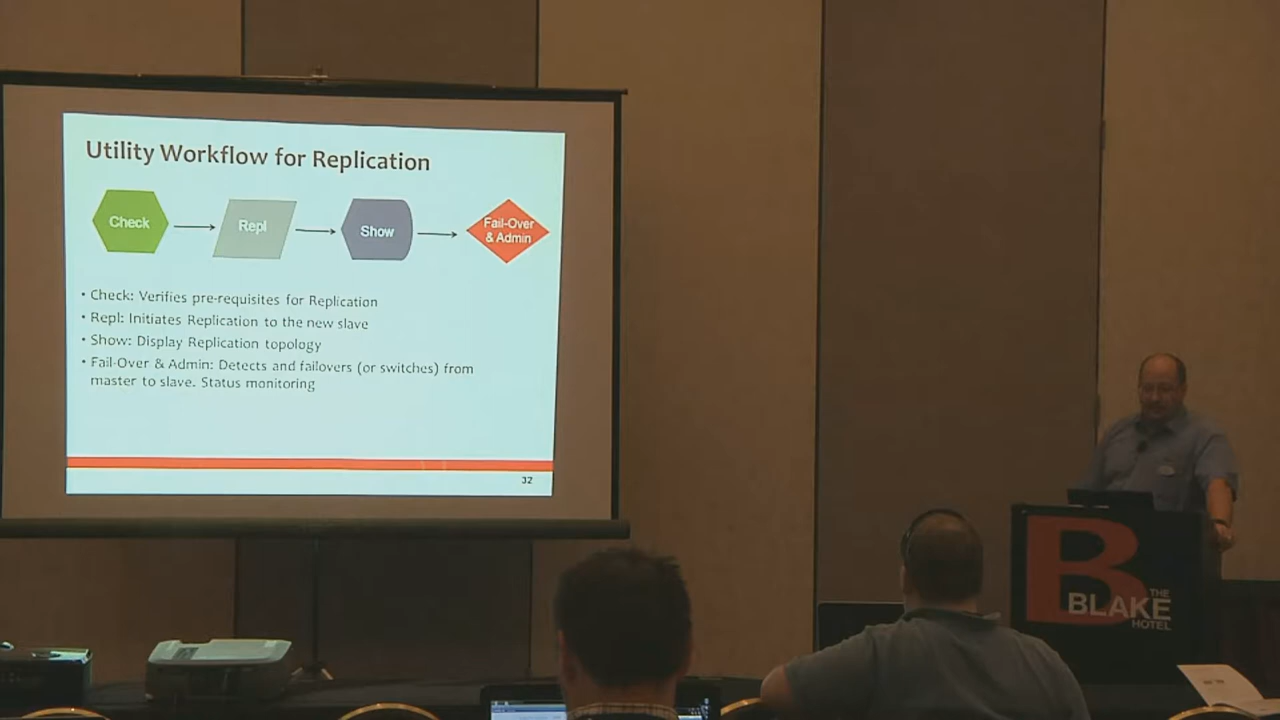 Utility Workflow for Replication
Check
Repl
Show
Fail-Over
& Admin
• Check: Verifies pre-requisites for Replication
• Repl: Initiates Replication to the new slave
• Show: Display Replication topology
• Fail-Over & Admin: Detects and failovers (or switches) from
master to slave. Status monitoring
32
B
THE
BLAKE
HOTEL